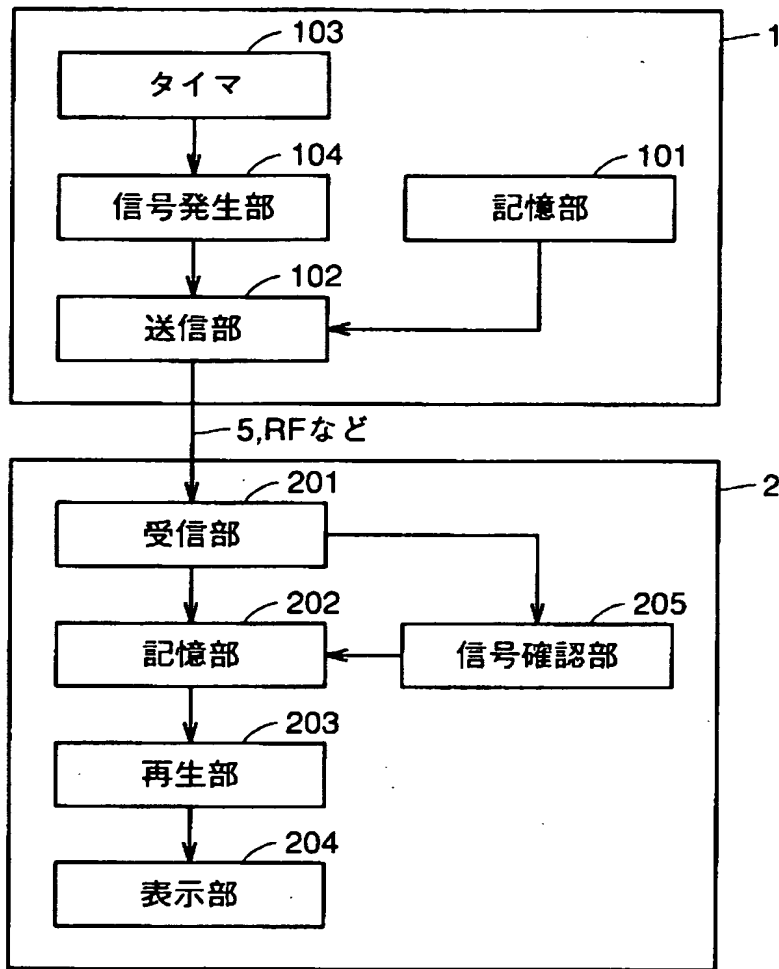 103
1
タイマ
104
101
信号発生部
記憶部
102
送信部
5,RFなど
201
2
受信部
202
205
記憶部
信号確認部
203
再生部
204
表示部